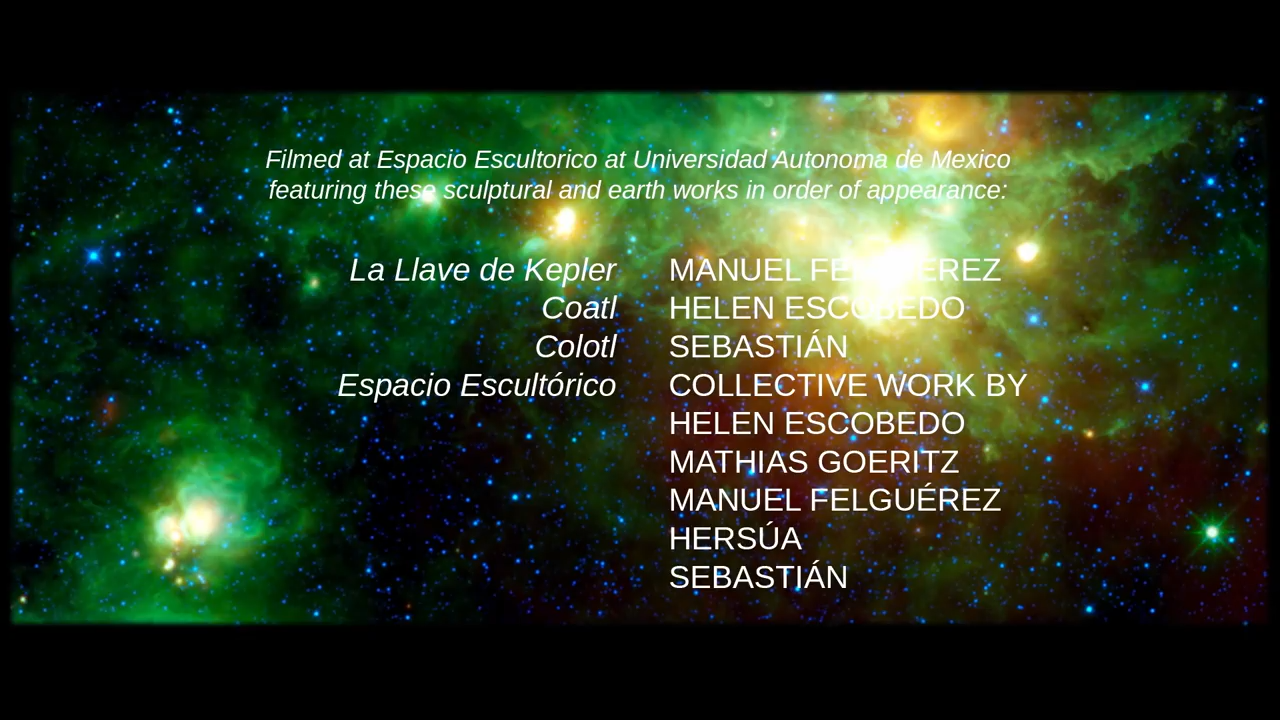 Filmed at Espacio Escultorico at Universidad Autonoma de Mexico
featuring these sculptural and earth works in order of appearance:
La Llave de Kepler MANUEL
Coatl HELEN ESCOBEDO
Colotl SEBASTIÁN
Espacio Escultórico COLLECTIVE WORK BY
HELEN ESCOBEDO
MATHIAS GOERITZ
MANUEL FELGUÉREZ
HERSÚA
SEBASTIÁN